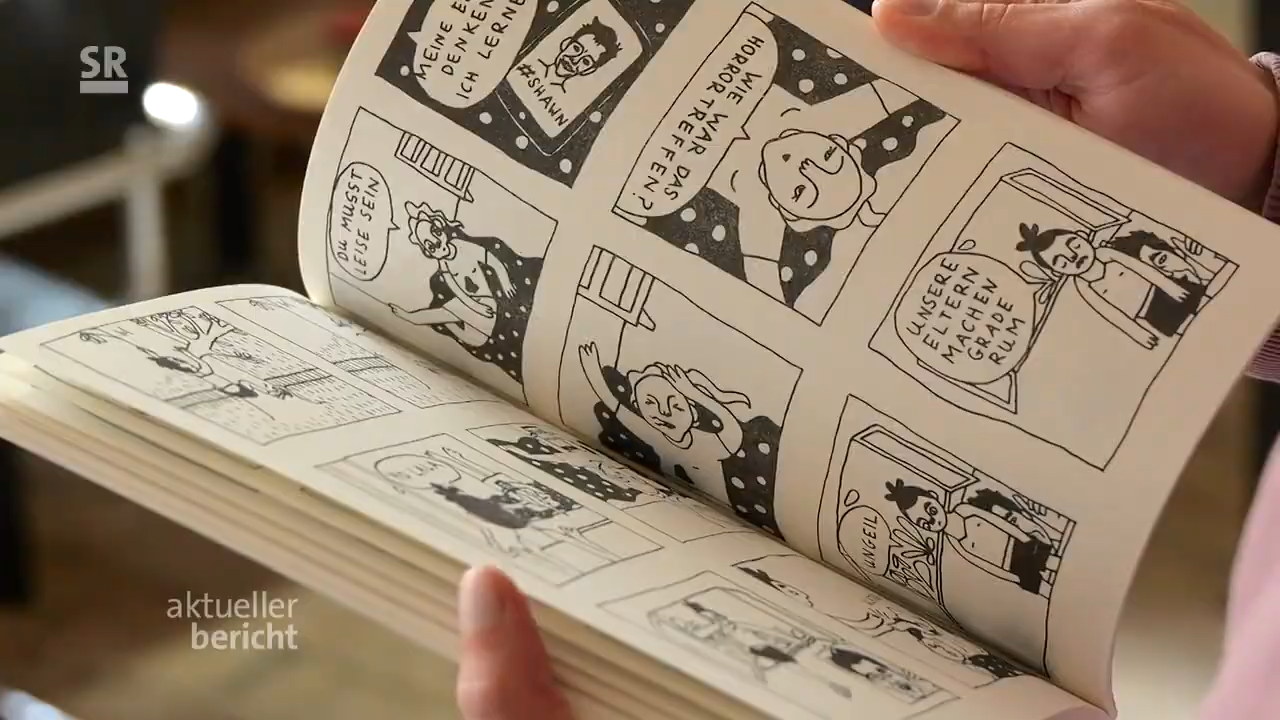 SR
MEINE E
DENKEN
ICH LERNE
#SHAWN
WIE WAR DAS
HORROR TREFFEN?
DU MUSST
LEISE SEIN
UNSERE
ELTERN
MACHEN
GRADE
RUM
UNGEIL
aktueller
bericht